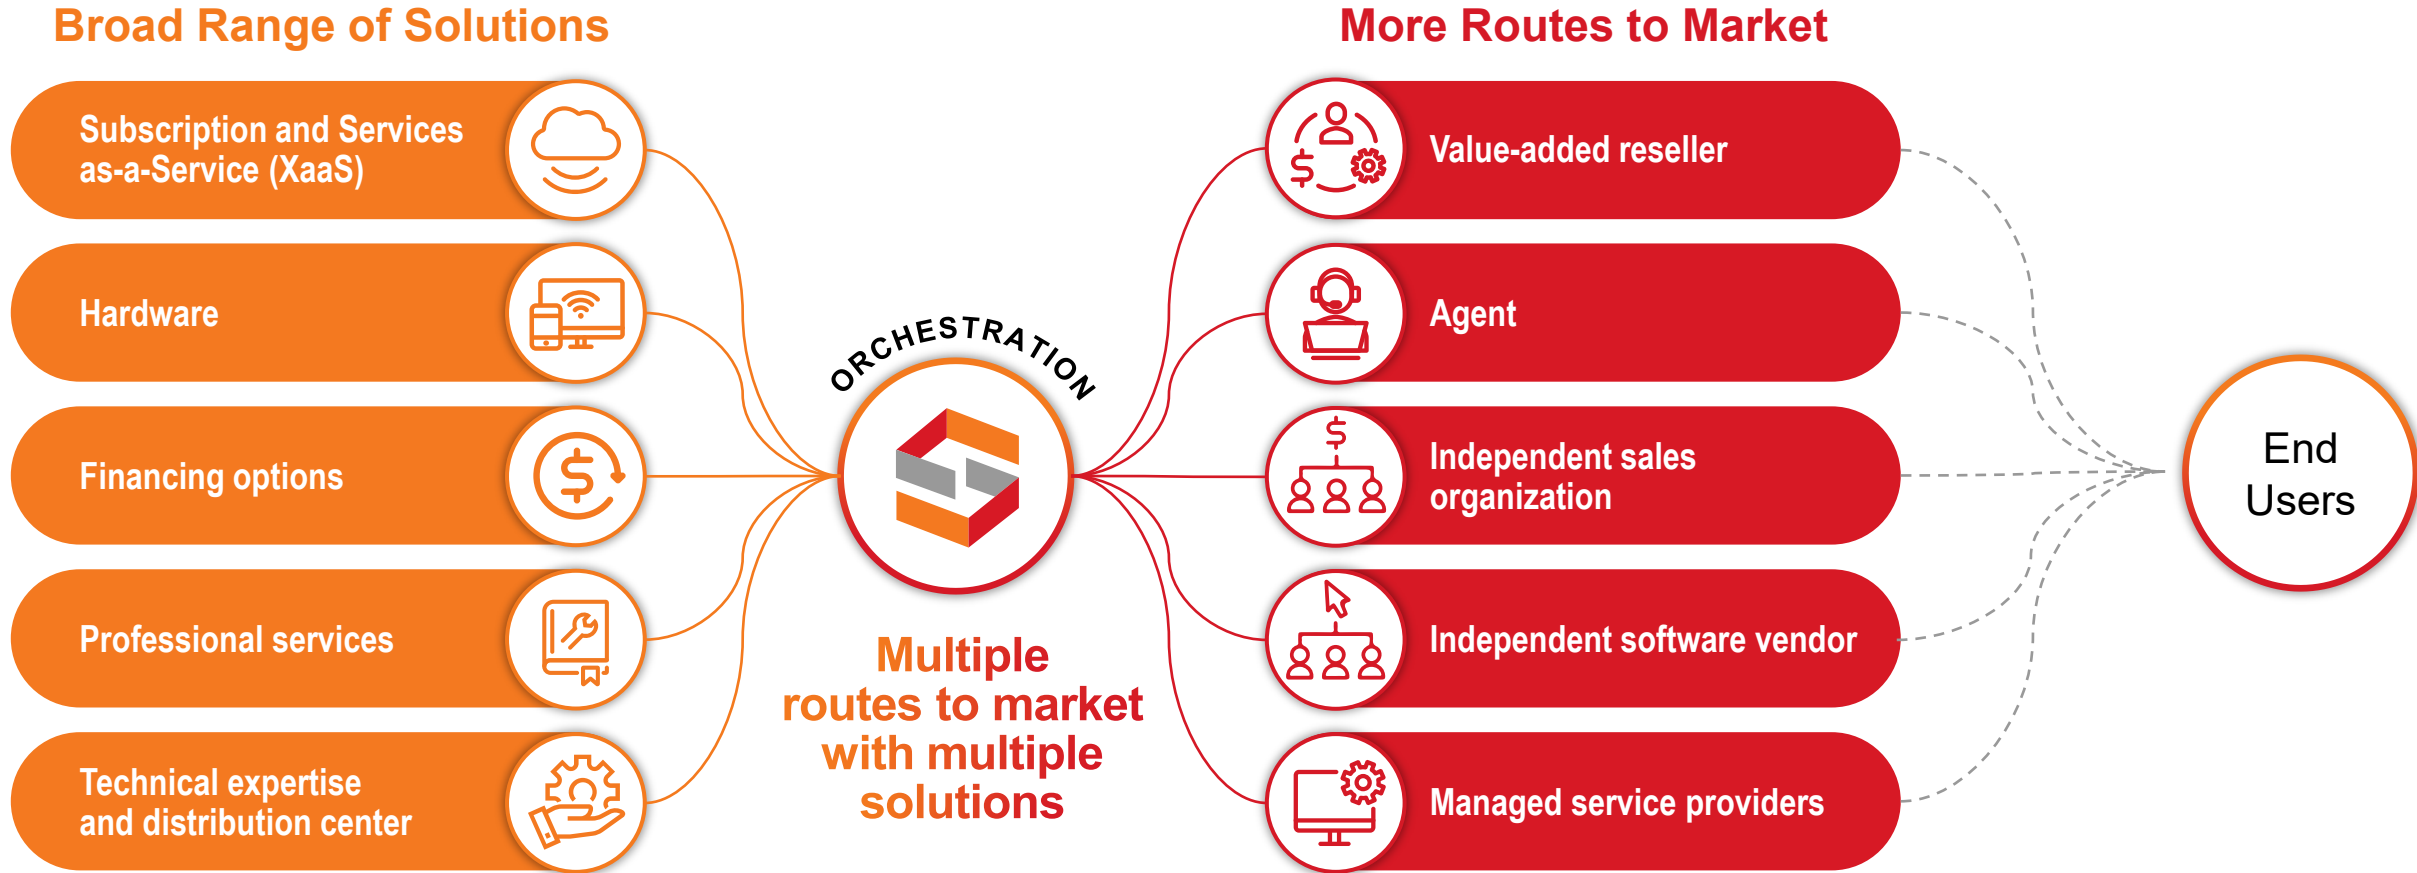 Broad Range of Solutions
Subscription and Services
as-a-Service (XaaS)
Hardware
Financing options
Professional services
Technical expertise
and distribution center
ORCHESTRATION
Multiple
routes to market
with multiple
solutions
More Routes to Market
Value-added reseller
Agent
Independent sales
organization
Independent software vendor
Managed service providers
End
Users